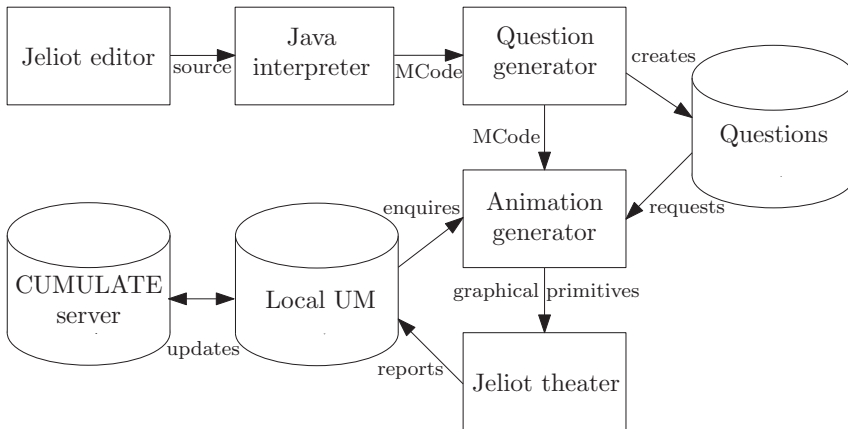 Jeliot editor
source
Java
interpreter
MCode
Question
generator
creates
Questions
MCode
requests
enquires
Animation
generator
CUMULATE
server
updates
Local UM
graphical primitives
reports
Jeliot theater